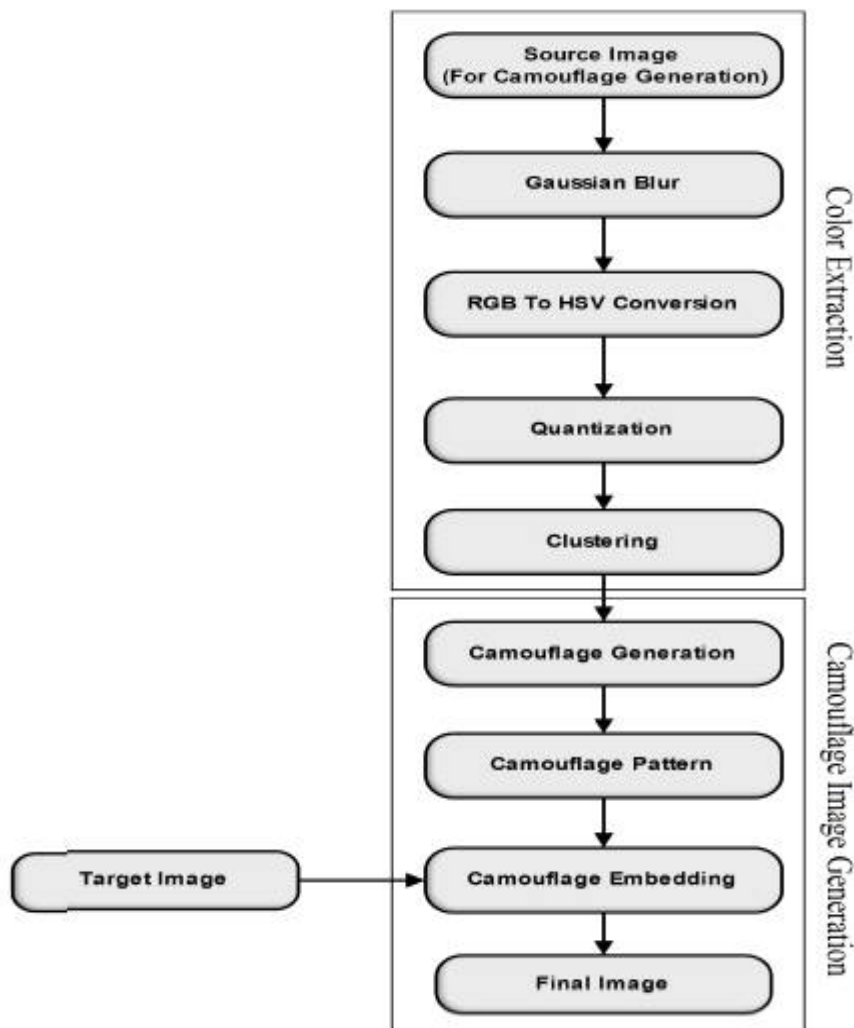 Source Image
(For Camouflage Generation)
Gaussian Blur
RGB To HSV Conversion
Quantization
Clustering
Color Extraction
Camouflage Generation
Camouflage Pattern
Target Image
Camouflage Embedding
Final Image
Camouflage Image Generation